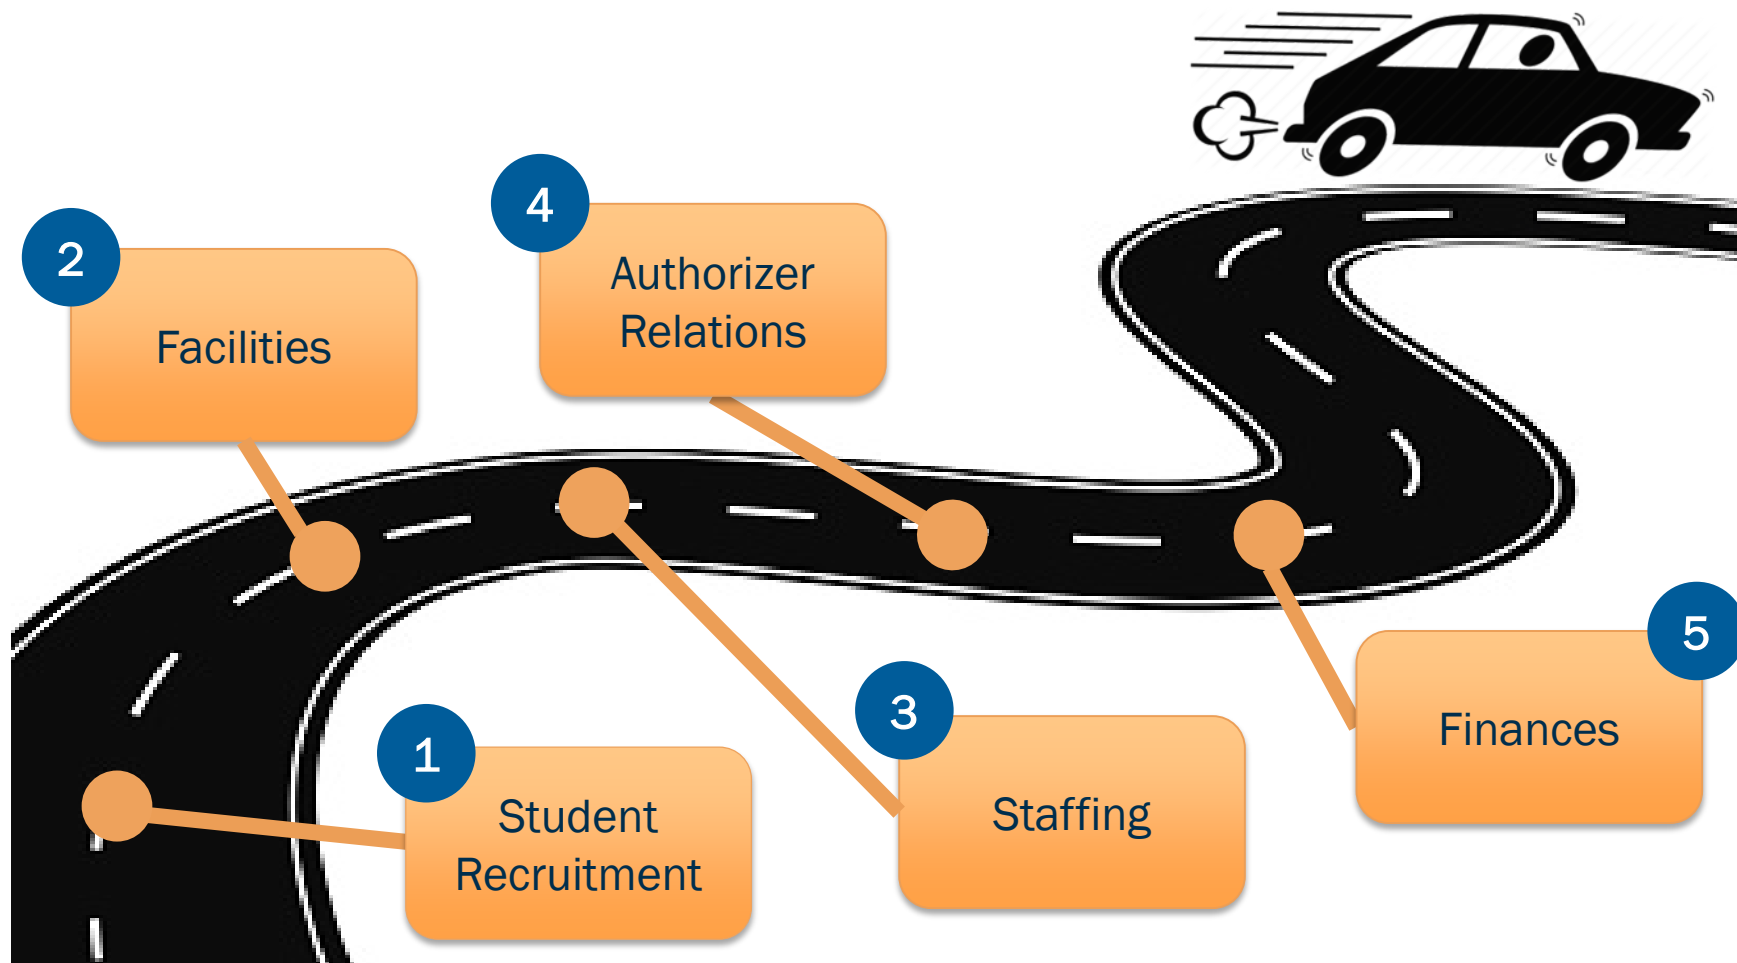 1
Student
Recruitment
2
Facilities
3
Staffing
4
Authorizer
Relations
5
Finances